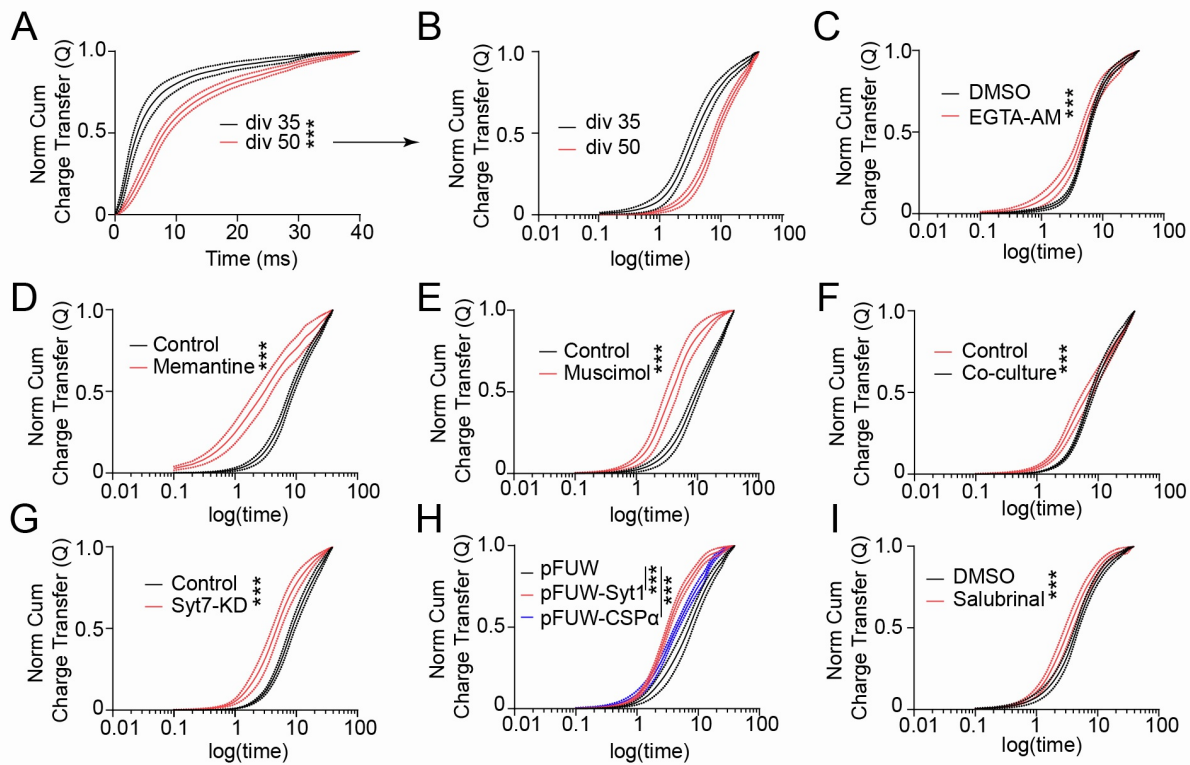 A
Norm Cum
Charge Transfer (Q)
1.0
0.5
0
div 35
div 50
***
0 10 20 30 40
Time (ms)
B
Norm Cum
Charge Transfer (Q)
1.0
0.5
0
div 35
div 50
0.01 0.1 1 10 100
log(time)
C
Norm Cum
Charge Transfer (Q)
1.0
0.5
0
DMSO
EGTA-AM
***
0.01 0.1 1 10 100
log(time)
D
Norm Cum
Charge Transfer (Q)
1.0
0.5
0
Control
Memantine
***
0.01 0.1 1 10 100
log(time)
E
Norm Cum
Charge Transfer (Q)
1.0
0.5
0
Control
Muscimol
***
0.01 0.1 1 10 100
log(time)
F
Norm Cum
Charge Transfer (Q)
1.0
0.5
0
Control
Co-culture
***
0.01 0.1 1 10 100
log(time)
G
Norm Cum
Charge Transfer (Q)
1.0
0.5
0
Control
Syt7-KD
***
0.01 0.1 1 10 100
log(time)
H
Norm Cum
Charge Transfer (Q)
1.0
0.5
0
pFUW
pFUW-Syt1
pFUW-CSPα
***
***
0.01 0.1 1 10 100
log(time)
I
Norm Cum
Charge Transfer (Q)
1.0
0.5
0
DMSO
Salubrinal
***
0.01 0.1 1 10 100
log(time)